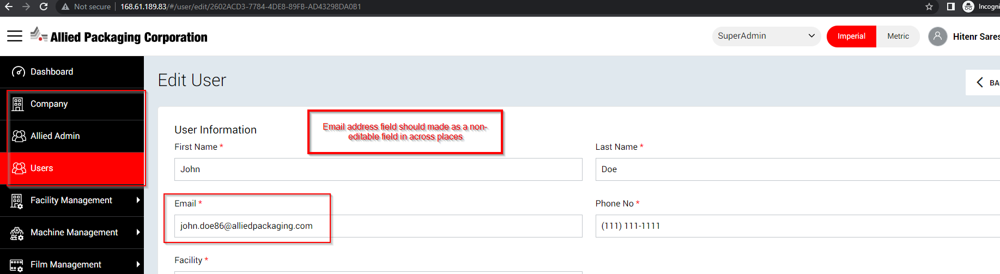 Not secure | 168.61.189.83/#/user/edit/2602ACD3-7784-4DE8-89FB-AD43298DA0B1
Incogni
Allied Packaging Corporation
SuperAdmin
Imperial
Metric
Hitenr Sares
Dashboard
Company
Allied Admin
Users
Facility Management
Machine Management
Film Management
Edit User
BA
User Information
Email address field should made as a non-
editable field in across places
First Name *
Last Name *
John
Doe
Email *
Phone No *
john.doe86@alliedpackaging.com
(111) 111-1111
Facility *